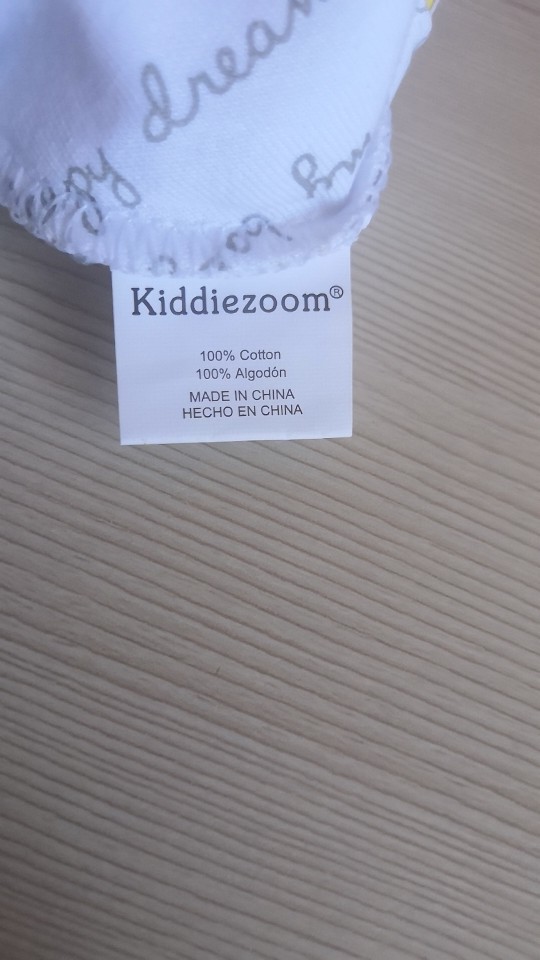 dream
Kiddiezoom®
100% Cotton
100% Algodón
MADE IN CHINA
HECHO EN CHINA